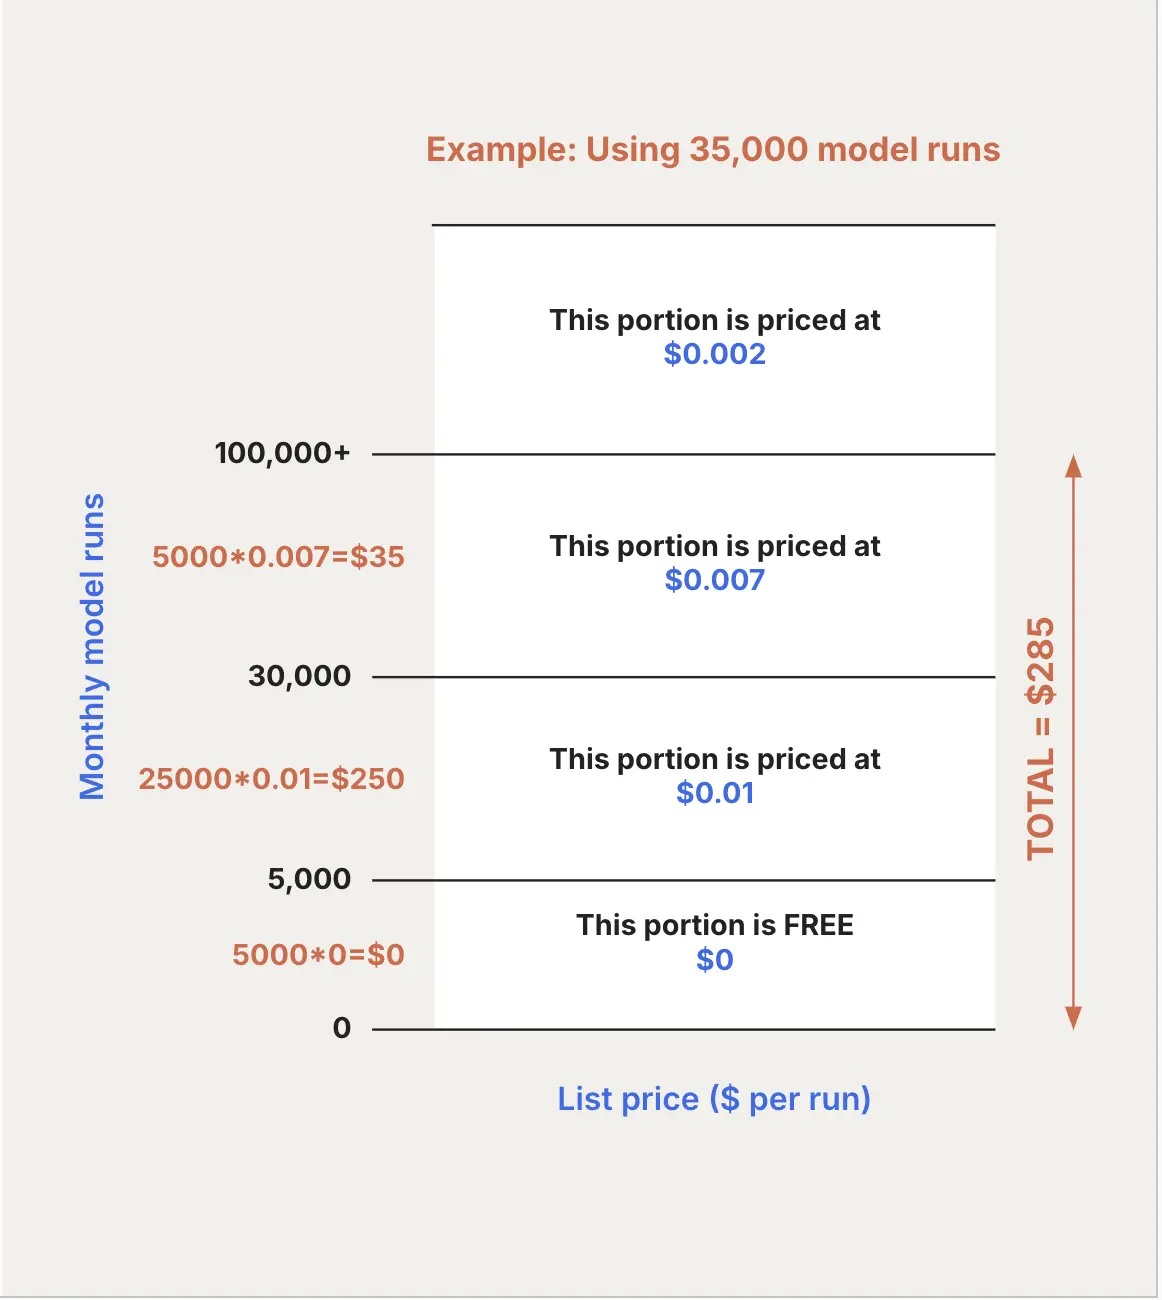 Example: Using 35,000 model runs
This portion is priced at
$0.002
100,000+
5000*0.007=$35
This portion is priced at
$0.007
30,000
25000*0.01=$250
This portion is priced at
$0.01
5,000
5000*0=$0
This portion is FREE
$0
0
Monthly model runs
TOTAL = $285
List price ($ per run)